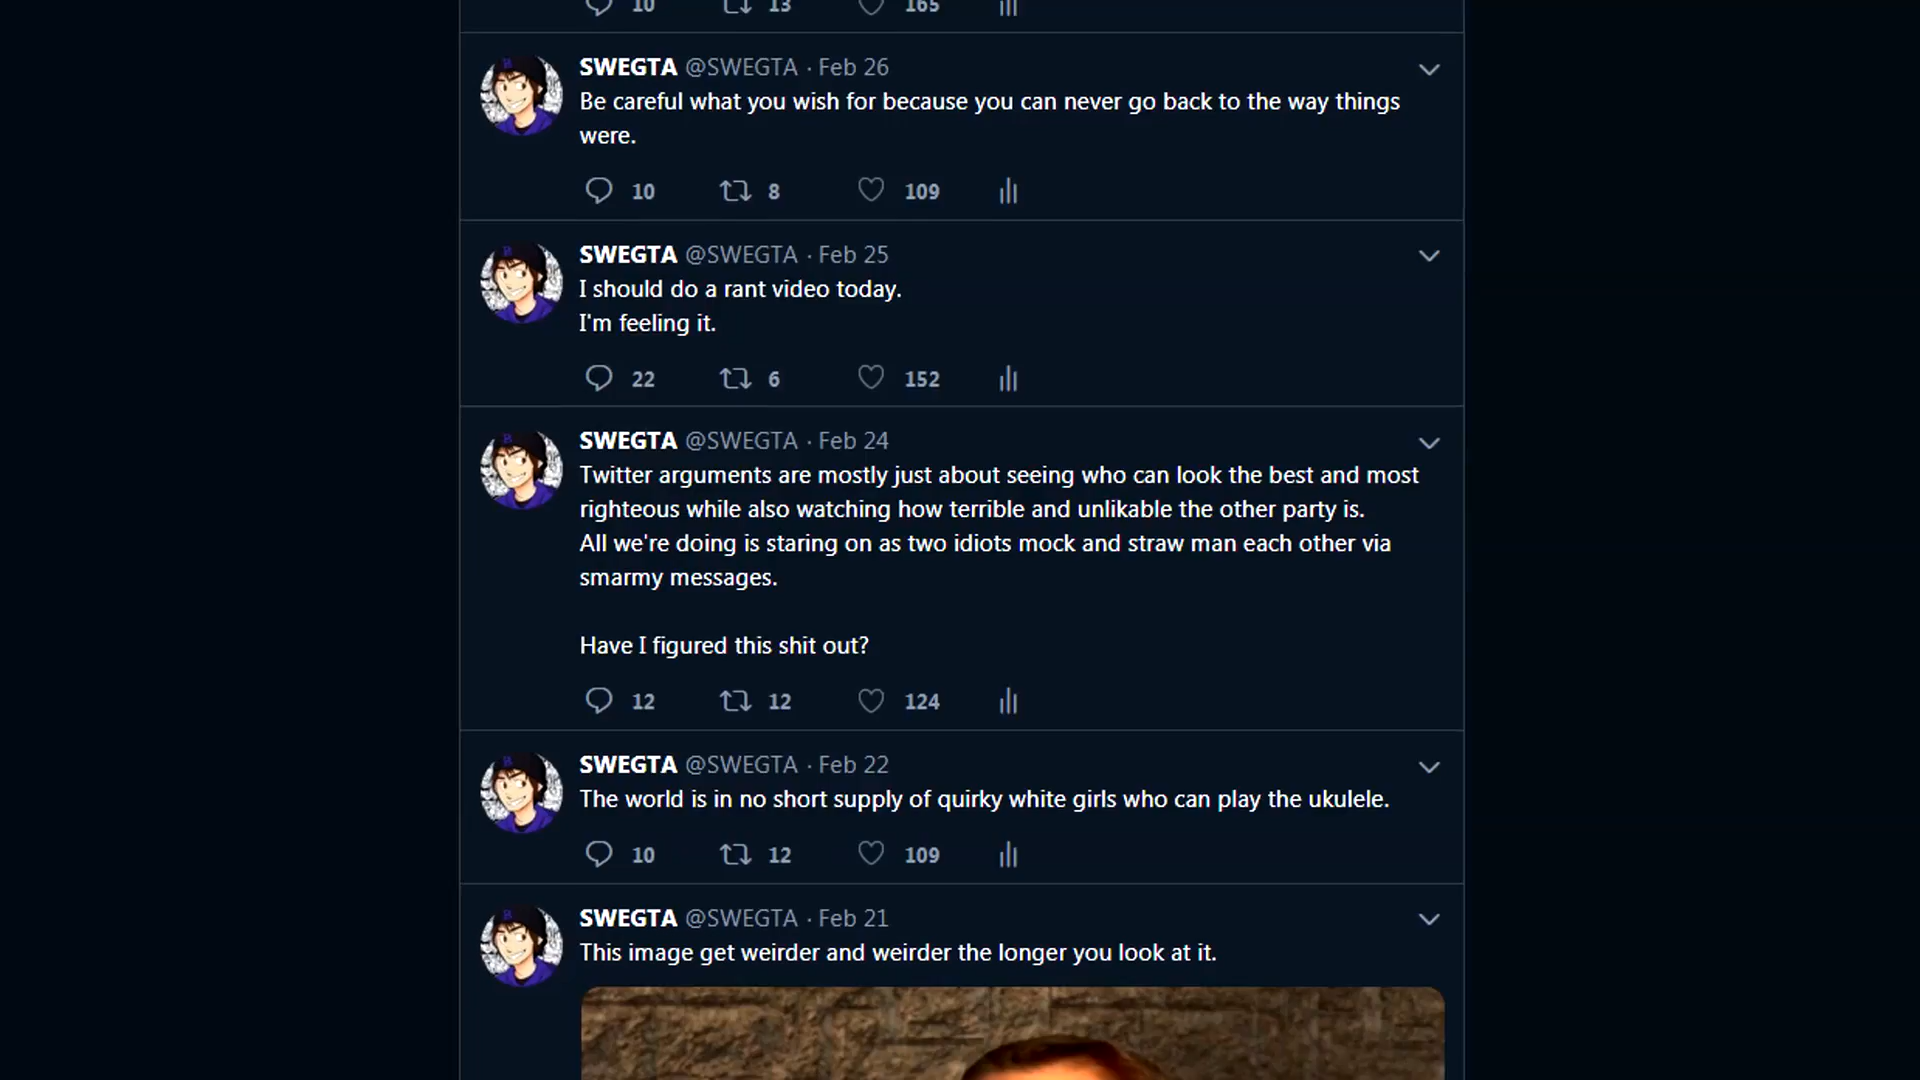 10 13 165
SWEGTA @SWEGTA · Feb 26
Be careful what you wish for because you can never go back to the way things
were.
10 8 109
SWEGTA @SWEGTA · Feb 25
I should do a rant video today.
I'm feeling it.
22 6 152
SWEGTA @SWEGTA · Feb 24
Twitter arguments are mostly just about seeing who can look the best and most
righteous while also watching how terrible and unlikable the other party is.
All we're doing is staring on as two idiots mock and straw man each other via
smarmy messages.
Have I figured this shit out?
12 12 124
SWEGTA @SWEGTA · Feb 22
The world is in no short supply of quirky white girls who can play the ukulele.
10 12 109
SWEGTA @SWEGTA · Feb 21
This image get weirder and weirder the longer you look at it.